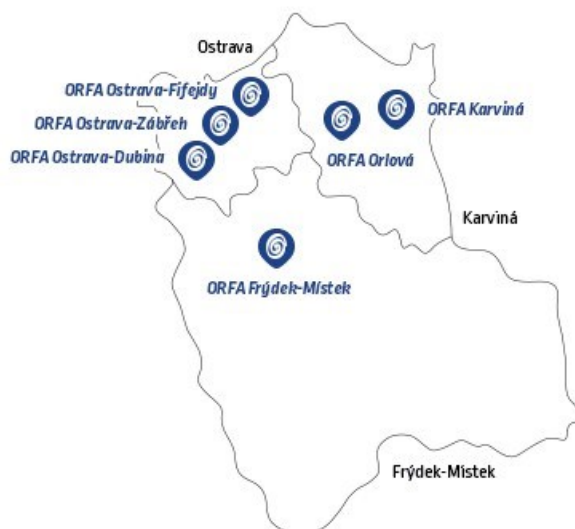 Ostrava
ORFA Ostrava-Fifejdy
ORFA Ostrava-Zábřeh
ORFA Karviná
ORFA Ostrava-Dubina
ORFA Orlová
Karviná
ORFA Frýdek-Místek
Frýdek-Místek